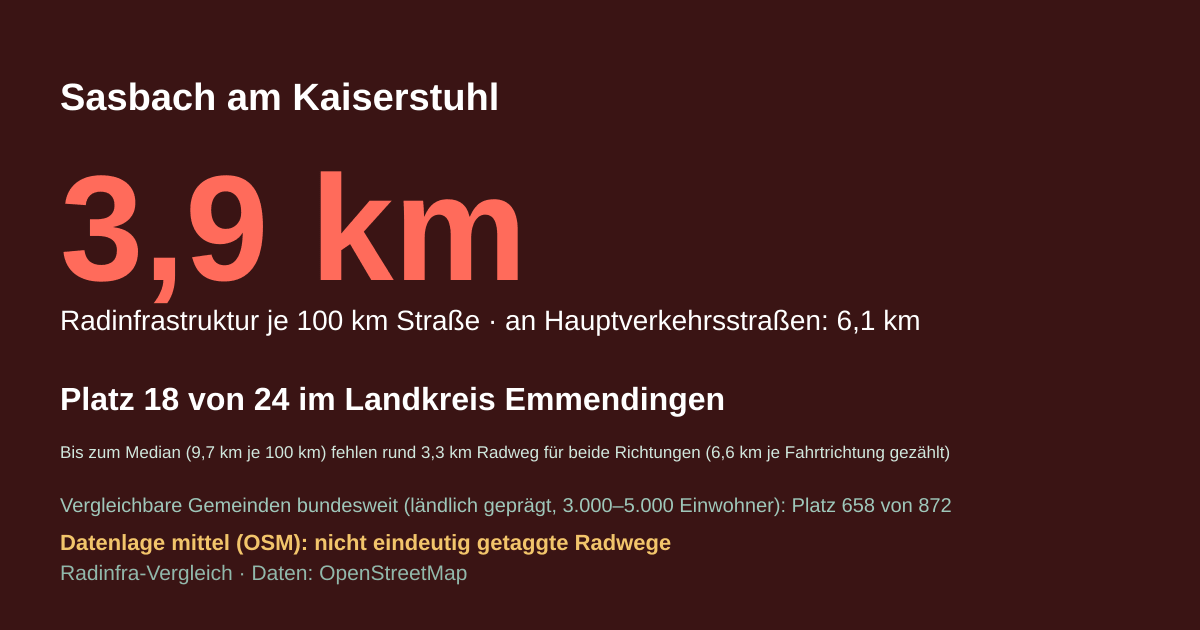 Sasbach am Kaiserstuhl
3,9 km
Radinfrastruktur je 100 km Straße · an Hauptverkehrsstraßen: 6,1 km
Platz 18 von 24 im Landkreis Emmendingen
Bis zum Median (9,7 km je 100 km) fehlen rund 3,3 km Radweg für beide Richtungen (6,6 km je Fahrtrichtung gezählt)
Vergleichbare Gemeinden bundesweit (ländlich geprägt, 3.000–5.000 Einwohner): Platz 658 von 872
Datenlage mittel (OSM): nicht eindeutig getaggte Radwege
Radinfra-Vergleich · Daten: OpenStreetMap